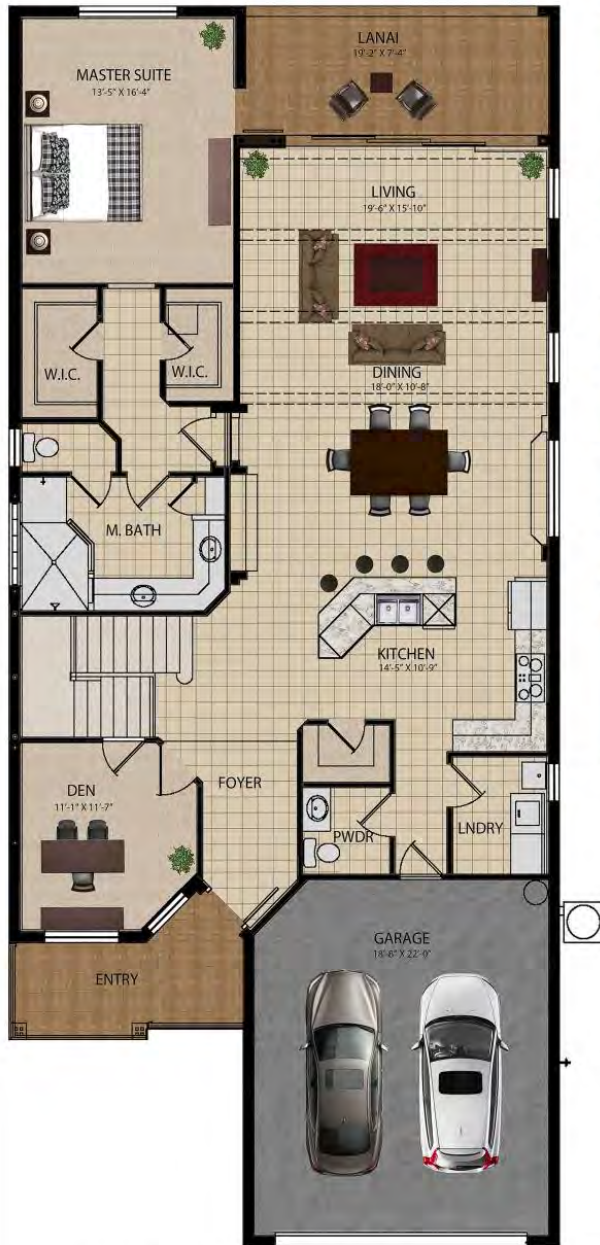 LANAI
19'-2" X 7'-4"
MASTER SUITE
13'-5" X 16'-4"
LIVING
19'-6" X 15'-10"
W.I.C.
W.I.C.
DINING
18'-0" X 10'-8"
M. BATH
KITCHEN
14'-5" X 10'-9"
DEN
11'-1" X 11'-7"
FOYER
PWDR
LNDRY
GARAGE
18'-6" X 22'-9"
ENTRY